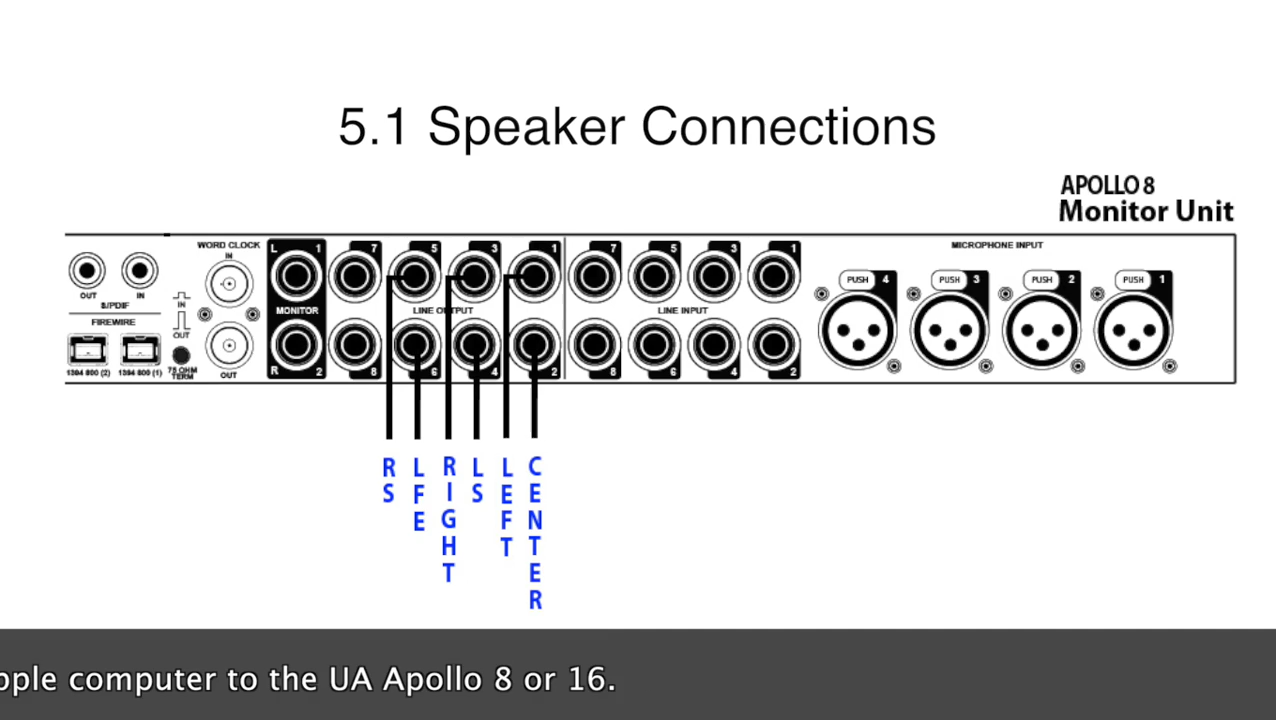 5.1 Speaker Connections
APOLLO 8
Monitor Unit
WORD CLOCK
IN
L 1 7 5 3 1 7 5 3 1
MICROPHONE INPUT
PUSH 4 PUSH 3 PUSH 2 PUSH 1
OUT IN
S/PDIF
IN
MONITOR
LINE OUTPUT
LINE INPUT
FIREWIRE
OUT
1394 800 (2) 1394 800 (1)
75 OHM
TERM
OUT
R 2 8 6 4 2 8 6 4 2
RS
LFE
RIGHT
LS
LEFT
CENTER
pple computer to the UA Apollo 8 or 16.